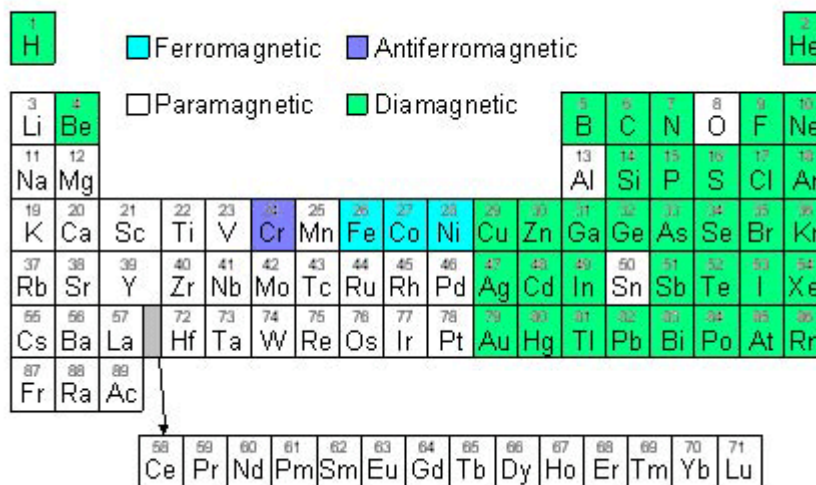 1 2
H Ferromagnetic Antiferromagnetic He
3 4 Paramagnetic Diamagnetic 5 6 7 8 9 10
Li Be B C N O F Ne
11 12 13 14 15 16 17 18
Na Mg Al Si P S Cl Ar
19 20 21 22 23 24 25 26 27 28 29 30 31 32 33 34 35 36
K Ca Sc Ti V Cr Mn Fe Co Ni Cu Zn Ga Ge As Se Br Kr
37 38 39 40 41 42 43 44 45 46 47 48 49 50 51 52 53 54
Rb Sr Y Zr Nb Mo Tc Ru Rh Pd Ag Cd In Sn Sb Te I Xe
55 56 57 72 73 74 75 76 77 78 79 80 81 82 83 84 85 86
Cs Ba La Hf Ta W Re Os Ir Pt Au Hg Tl Pb Bi Po At Rn
87 88 89
Fr Ra Ac
58 59 60 61 62 63 64 65 66 67 68 69 70 71
Ce Pr Nd Pm Sm Eu Gd Tb Dy Ho Er Tm Yb Lu